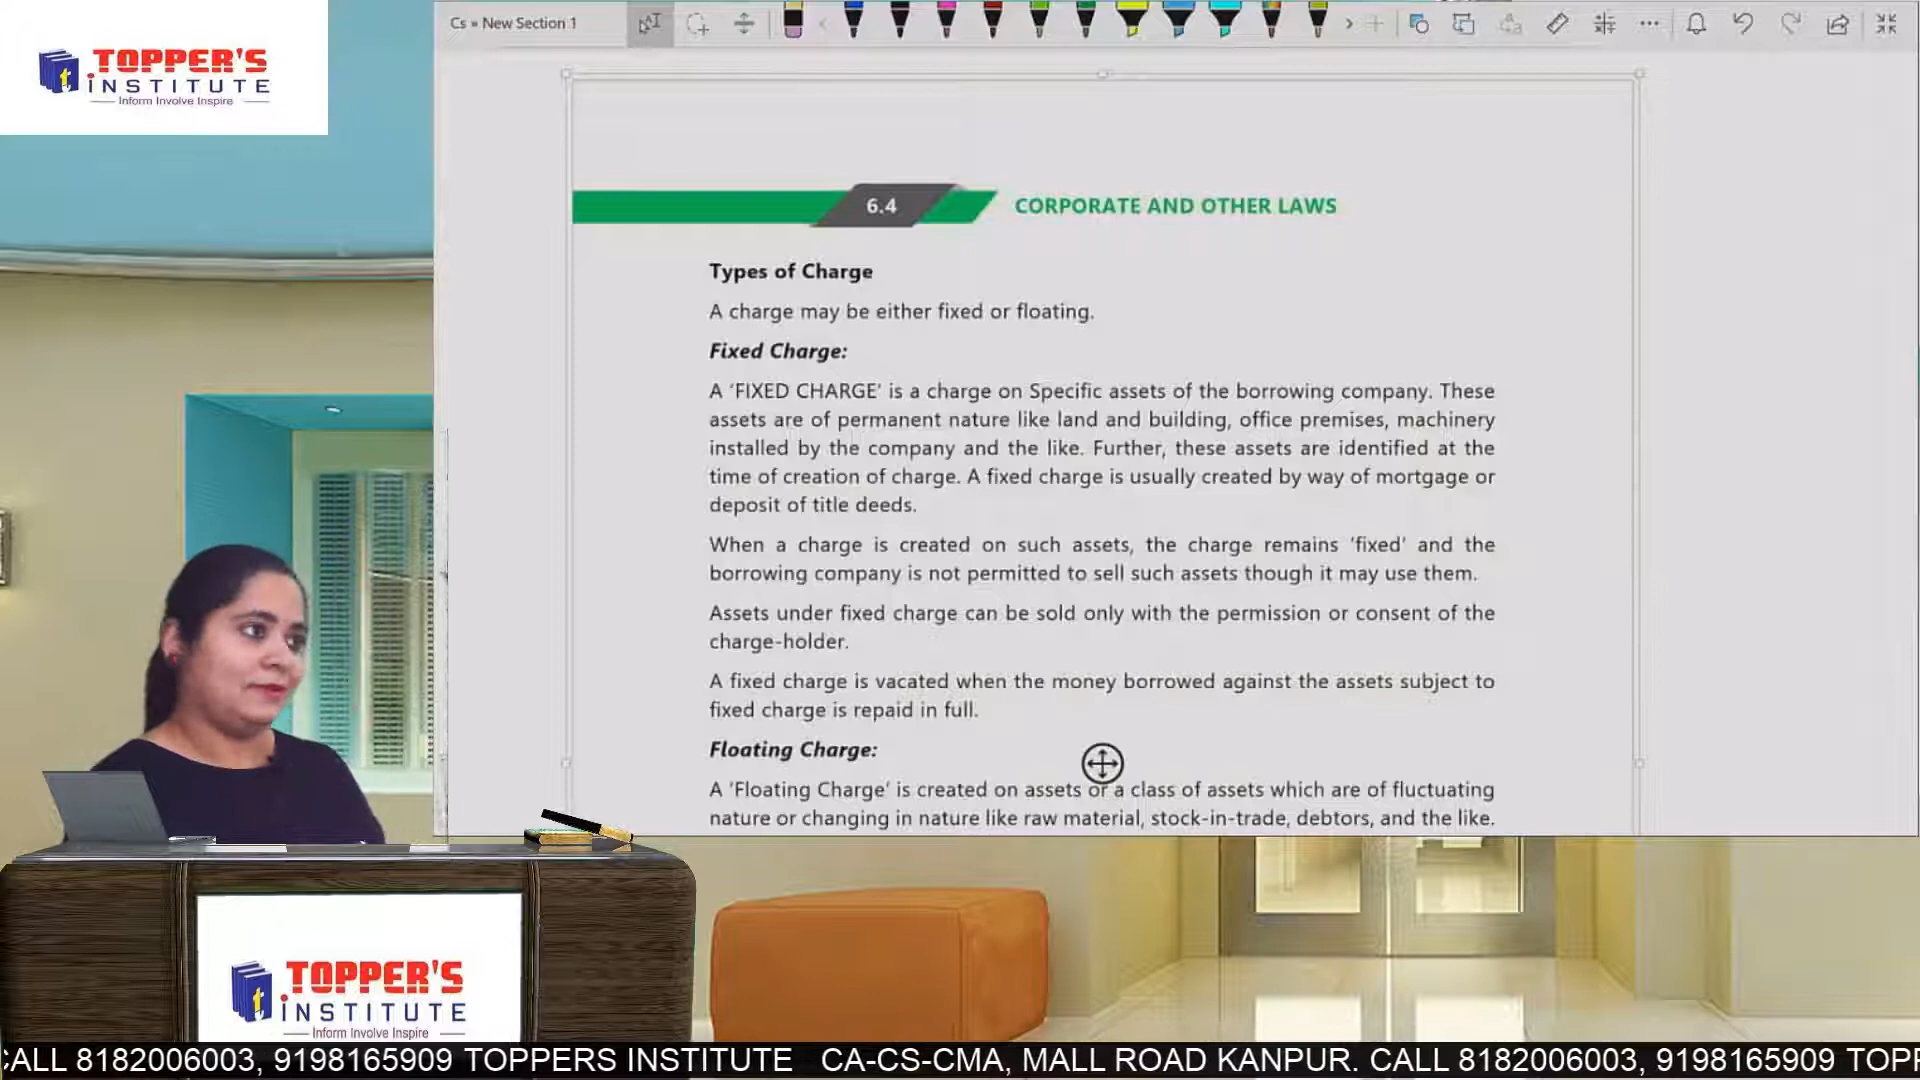 TOPPER'S
INSTITUTE
Inform Involve Inspire
Cs » New Section 1
6.4
CORPORATE AND OTHER LAWS
Types of Charge
A charge may be either fixed or floating.
Fixed Charge:
A ‘FIXED CHARGE’ is a charge on Specific assets of the borrowing company. These
assets are of permanent nature like land and building, office premises, machinery
installed by the company and the like. Further, these assets are identified at the
time of creation of charge. A fixed charge is usually created by way of mortgage or
deposit of title deeds.
When a charge is created on such assets, the charge remains ‘fixed’ and the
borrowing company is not permitted to sell such assets though it may use them.
Assets under fixed charge can be sold only with the permission or consent of the
charge-holder.
A fixed charge is vacated when the money borrowed against the assets subject to
fixed charge is repaid in full.
Floating Charge:
A ‘Floating Charge’ is created on assets or a class of assets which are of fluctuating
nature or changing in nature like raw material, stock-in-trade, debtors, and the like.
t
TOPPER'S
INSTITUTE
Inform Involve Inspire
CALL 8182006003, 9198165909 TOPPERS INSTITUTE CA-CS-CMA, MALL ROAD KANPUR. CALL 8182006003, 9198165909 TOPP